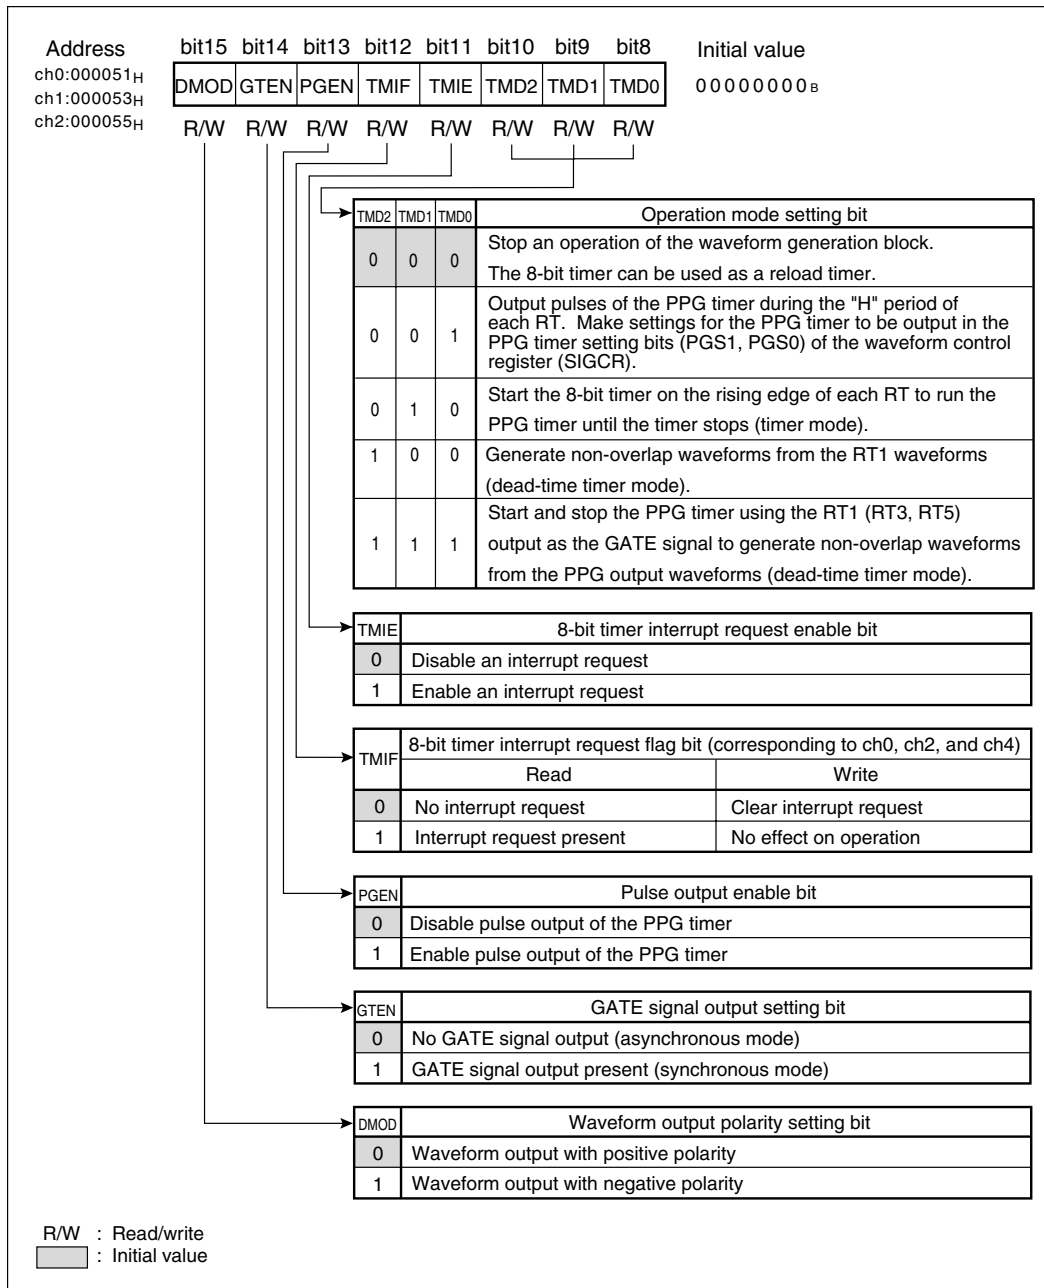 Address bit15 bit14 bit13 bit12 bit11 bit10 bit9 bit8 Initial value
ch0:000051H
ch1:000053H
ch2:000055H
DMOD GTEN PGEN TMIF TMIE TMD2 TMD1 TMD0 00000000B
R/W R/W R/W R/W R/W R/W R/W R/W
TMD2 TMD1 TMD0 Operation mode setting bit
0 0 0 Stop an operation of the waveform generation block.
The 8-bit timer can be used as a reload timer.
0 0 1 Output pulses of the PPG timer during the "H" period of
each RT. Make settings for the PPG timer to be output in the
PPG timer setting bits (PGS1, PGS0) of the waveform control
register (SIGCR).
0 1 0 Start the 8-bit timer on the rising edge of each RT to run the
PPG timer until the timer stops (timer mode).
1 0 0 Generate non-overlap waveforms from the RT1 waveforms
(dead-time timer mode).
1 1 1 Start and stop the PPG timer using the RT1 (RT3, RT5)
output as the GATE signal to generate non-overlap waveforms
from the PPG output waveforms (dead-time timer mode).
TMIE 8-bit timer interrupt request enable bit
0 Disable an interrupt request
1 Enable an interrupt request
TMIF 8-bit timer interrupt request flag bit (corresponding to ch0, ch2, and ch4)
Read Write
0 No interrupt request Clear interrupt request
1 Interrupt request present No effect on operation
PGEN Pulse output enable bit
0 Disable pulse output of the PPG timer
1 Enable pulse output of the PPG timer
GTEN GATE signal output setting bit
0 No GATE signal output (asynchronous mode)
1 GATE signal output present (synchronous mode)
DMOD Waveform output polarity setting bit
0 Waveform output with positive polarity
1 Waveform output with negative polarity
R/W : Read/write
: Initial value